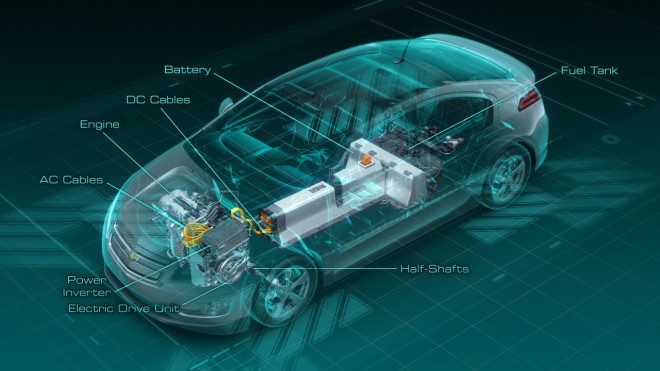 Battery
Fuel Tank
DC Cables
Engine
AC Cables
Half-Shafts
Power
Inverter
Electric Drive Unit